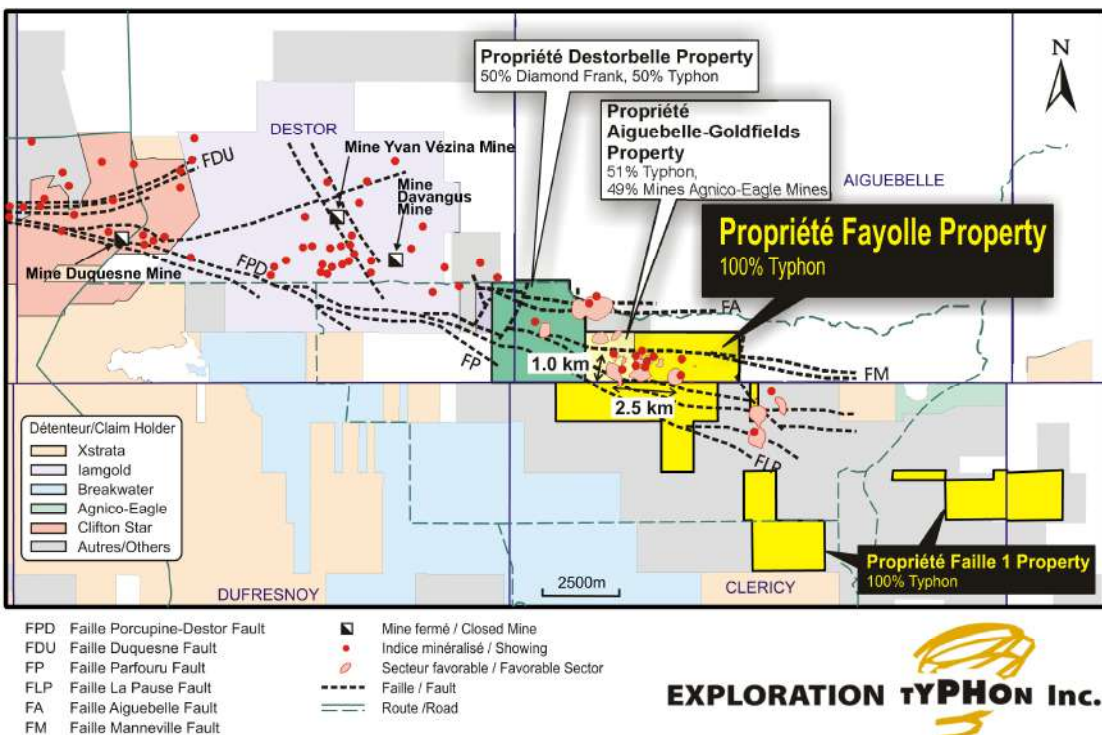 Propriété Destorbelle Property
50% Diamond Frank, 50% Typhon
N
Propriété
Aiguebelle-Goldfields
Property
51% Typhon,
49% Mines Agnico-Eagle Mines
DESTOR
FDU
Mine Yvan Vézina Mine
Mine
Davangus
Mine
AIGUEBELLE
Propriété Fayolle Property
100% Typhon
FPD
Mine Duquesne Mine
FA
FP
1.0 km
FM
2.5 km
FLP
Détenteur/Claim Holder
Xstrata
Iamgold
Breakwater
Agnico-Eagle
Clifton Star
Autres/Others
Propriété Faille 1 Property
100% Typhon
2500m
DUFRESNOY
CLERICY
FPD Faille Porcupine-Destor Fault
FDU Faille Duquesne Fault
FP Faille Parfouru Fault
FLP Faille La Pause Fault
FA Faille Aiguebelle Fault
FM Faille Manneville Fault
Mine fermé / Closed Mine
Indice minéralisé / Showing
Secteur favorable / Favorable Sector
Faille / Fault
Route /Road
EXPLORATION TYPHON Inc.